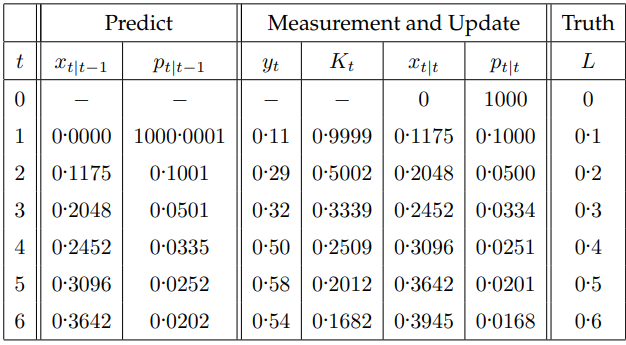 Predict Measurement and Update Truth
t x_{t|t−1} p_{t|t−1} y_t K_t x_{t|t} p_{t|t} L
0 − − − − 0 1000 0
1 0·0000 1000·0001 0·11 0·9999 0·1175 0·1000 0·1
2 0·1175 0·1001 0·29 0·5002 0·2048 0·0500 0·2
3 0·2048 0·0501 0·32 0·3339 0·2452 0·0334 0·3
4 0·2452 0·0335 0·50 0·2509 0·3096 0·0251 0·4
5 0·3096 0·0252 0·58 0·2012 0·3642 0·0201 0·5
6 0·3642 0·0202 0·54 0·1682 0·3945 0·0168 0·6